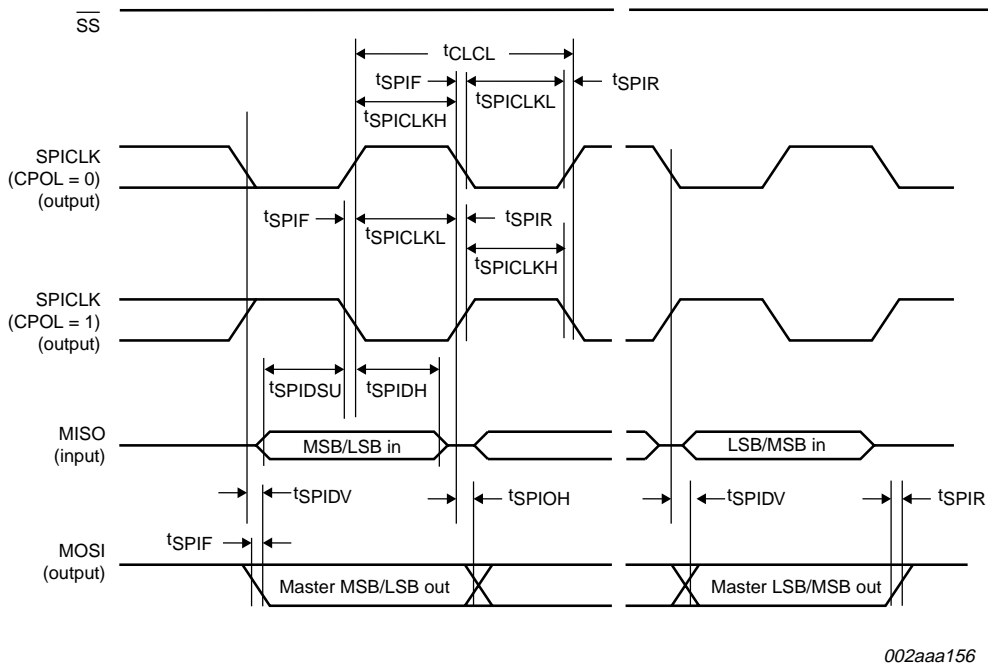 SS
tCLCL
tSPIF
tSPICLKL
tSPIR
tSPICLKH
SPICLK
(CPOL = 0)
(output)
tSPIF
tSPICLKL
tSPIR
tSPICLKH
SPICLK
(CPOL = 1)
(output)
tSPIDSU
tSPIDH
MISO
(input)
MSB/LSB in
LSB/MSB in
tSPIDV
tSPIOH
tSPIDV
tSPIR
tSPIF
MOSI
(output)
Master MSB/LSB out
Master LSB/MSB out
002aaa156